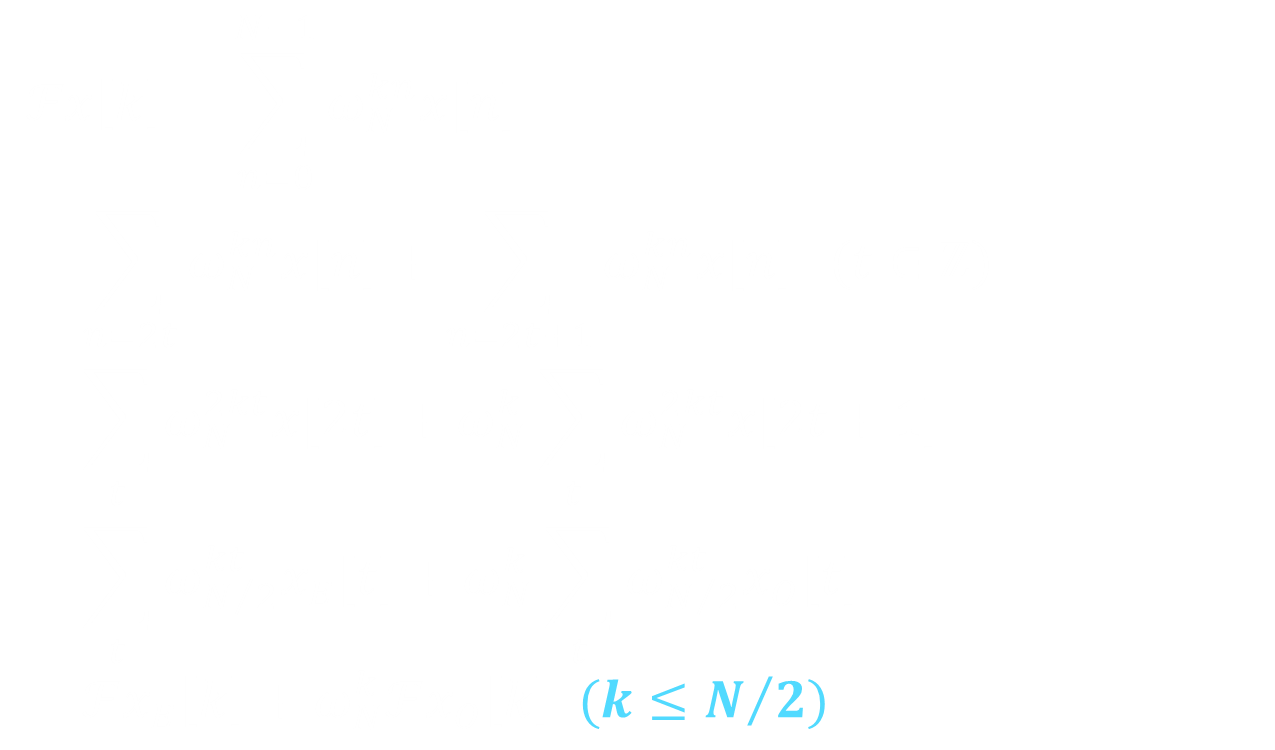 (k ≤ N/2)